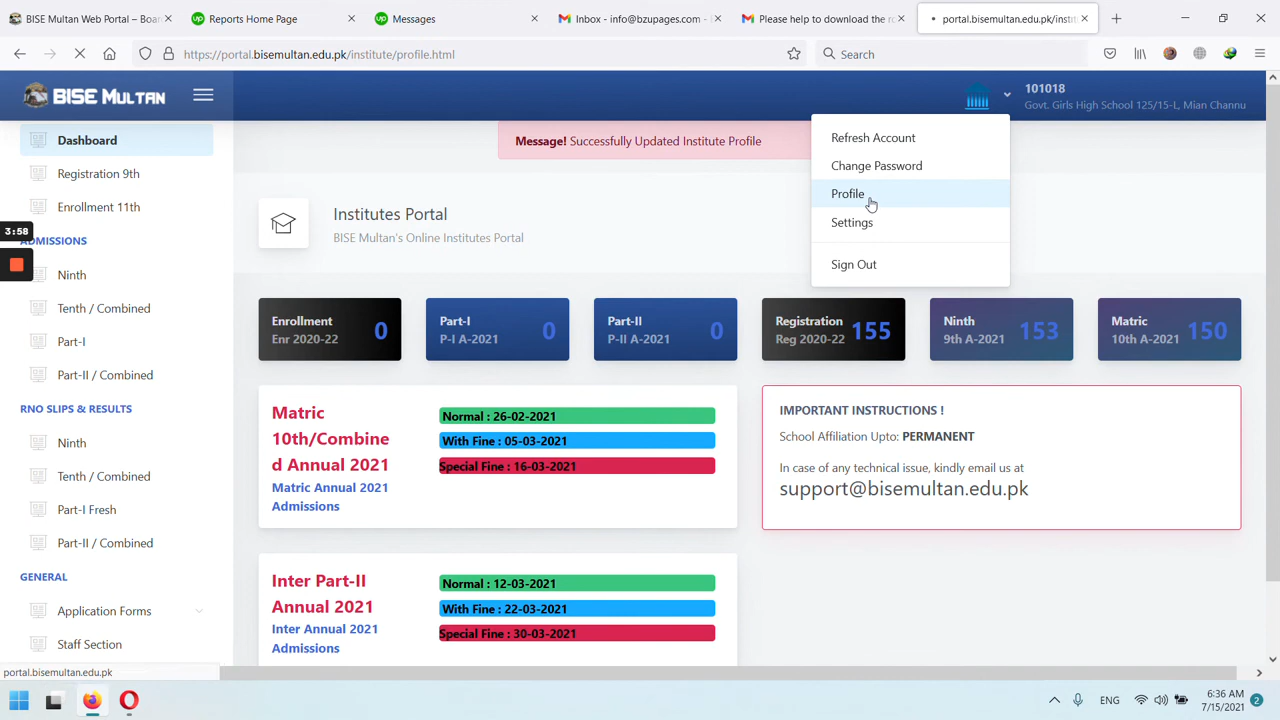 BISE Multan Web Portal – Boar
Reports Home Page
Messages
Inbox - info@bzupages.com -
Please help to download the ro
portal.bisemultan.edu.pk/instit
https://portal.bisemultan.edu.pk/institute/profile.html
Search
BISE MULTAN
101018
Govt. Girls High School 125/15-L, Mian Channu
Dashboard
Registration 9th
Enrollment 11th
3:58
ADMISSIONS
Ninth
Tenth / Combined
Part-I
Part-II / Combined
RNO SLIPS & RESULTS
Ninth
Tenth / Combined
Part-I Fresh
Part-II / Combined
GENERAL
Application Forms
Staff Section
Message! Successfully Updated Institute Profile
Refresh Account
Change Password
Profile
Settings
Sign Out
Institutes Portal
BISE Multan's Online Institutes Portal
Enrollment
Enr 2020-22
0
Part-I
P-I A-2021
0
Part-II
P-II A-2021
0
Registration
Reg 2020-22
155
Ninth
9th A-2021
153
Matric
10th A-2021
150
Matric
10th/Combine
d Annual 2021
Matric Annual 2021
Admissions
Normal : 26-02-2021
With Fine : 05-03-2021
Special Fine : 16-03-2021
IMPORTANT INSTRUCTIONS !
School Affiliation Upto: PERMANENT
In case of any technical issue, kindly email us at
support@bisemultan.edu.pk
Inter Part-II
Annual 2021
Inter Annual 2021
Admissions
Normal : 12-03-2021
With Fine : 22-03-2021
Special Fine : 30-03-2021
portal.bisemultan.edu.pk
ENG
6:36 AM
7/15/2021
2